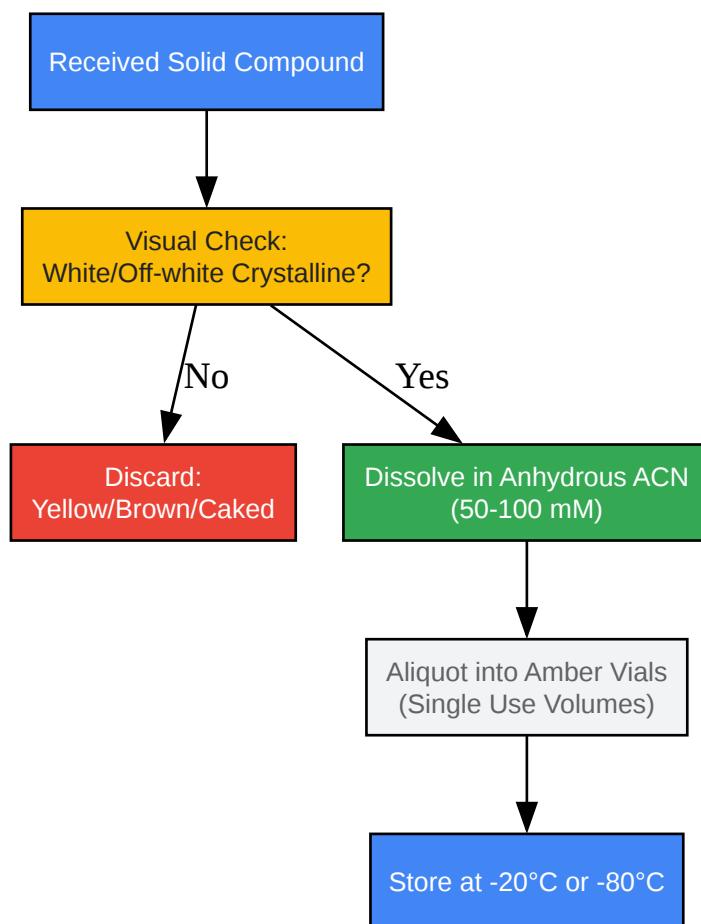 Received Solid Compound
Visual Check:
White/Off-white Crystalline?
No
Yes
Discard:
Yellow/Brown/Caked
Dissolve in Anhydrous ACN
(50-100 mM)
Aliquot into Amber Vials
(Single Use Volumes)
Store at -20°C or -80°C